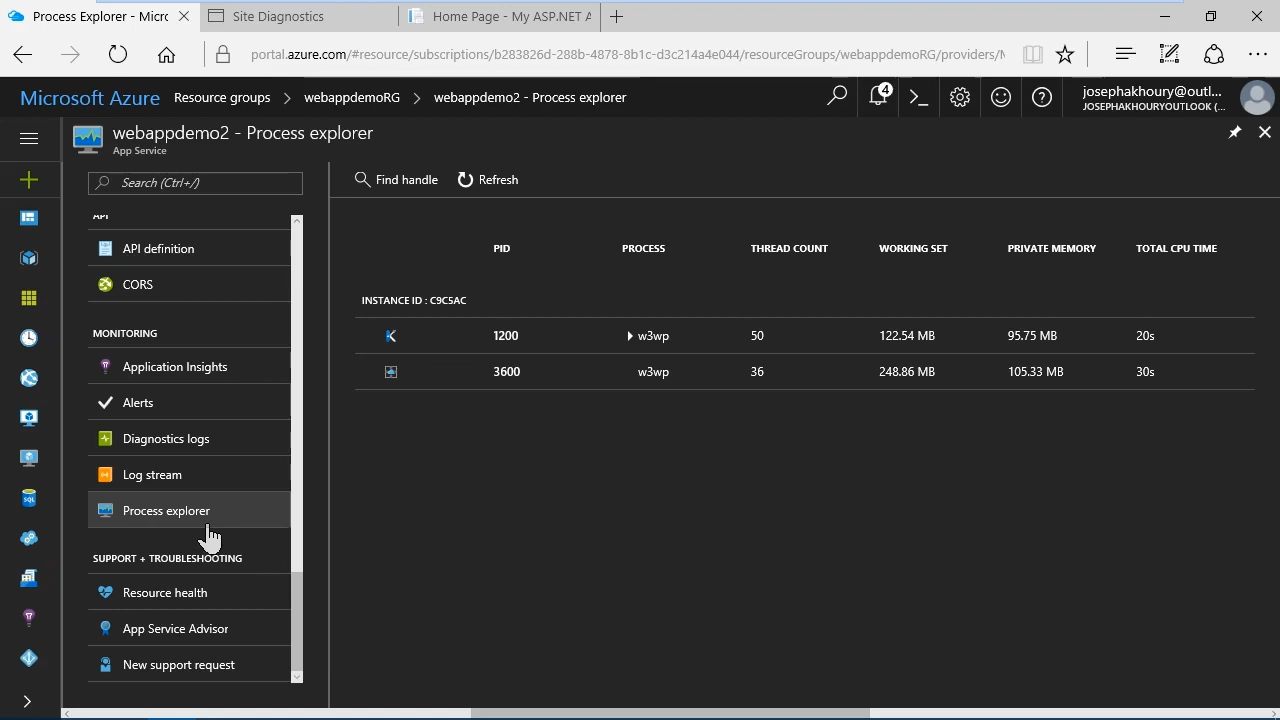 Process Explorer - Micr
Site Diagnostics
Home Page - My ASP.NET A
portal.azure.com/#resource/subscriptions/b283826d-288b-4878-8b1c-d3c214a4e044/resourceGroups/webappdemoRG/providers/
Microsoft Azure Resource groups > webappdemoRG > webappdemo2 - Process explorer
4
josephakhoury@outl...
JOSEPHAKHOURYOUTLOOK (...
webappdemo2 - Process explorer
App Service
Search (Ctrl+/)
Find handle
Refresh
API
API definition
CORS
MONITORING
Application Insights
Alerts
Diagnostics logs
Log stream
Process explorer
SUPPORT + TROUBLESHOOTING
Resource health
App Service Advisor
New support request
PID PROCESS THREAD COUNT WORKING SET PRIVATE MEMORY TOTAL CPU TIME
INSTANCE ID : C9C5AC
1200 w3wp 50 122.54 MB 95.75 MB 20s
3600 w3wp 36 248.86 MB 105.33 MB 30s
SQL